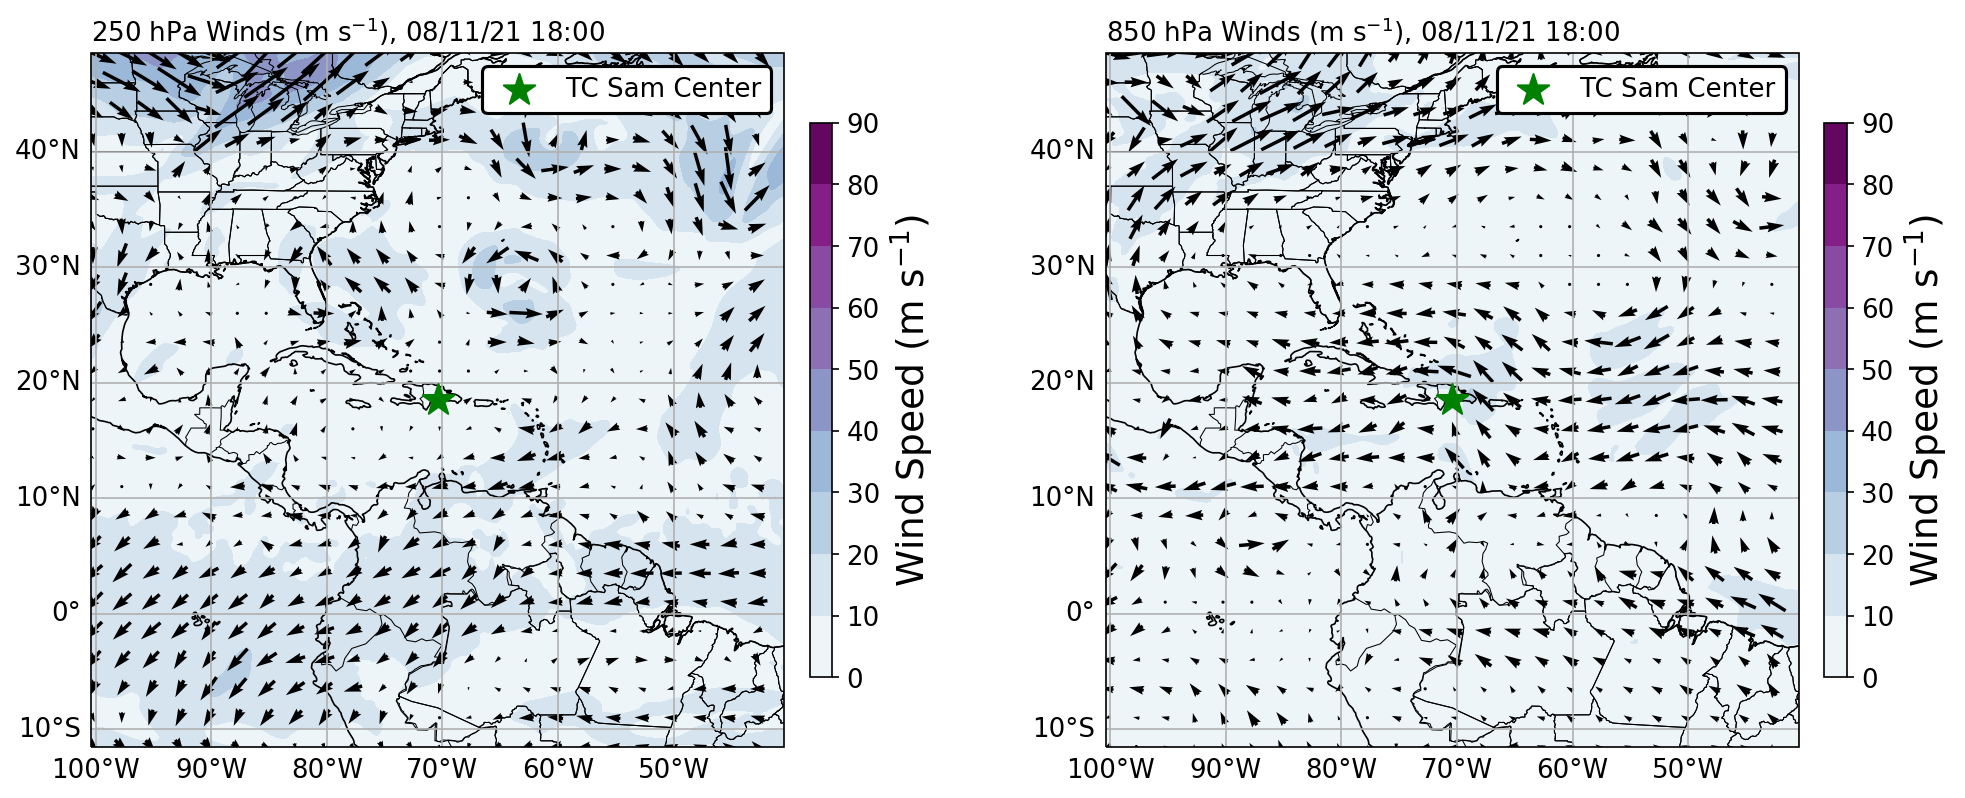 250 hPa Winds (m s⁻¹), 08/11/21 18:00
TC Sam Center
40°N
30°N
20°N
10°N
0°
10°S
100°W 90°W 80°W 70°W 60°W 50°W
90
80
70
60
50
40
30
20
10
0
Wind Speed (m s⁻¹)
850 hPa Winds (m s⁻¹), 08/11/21 18:00
TC Sam Center
40°N
30°N
20°N
10°N
0°
10°S
100°W 90°W 80°W 70°W 60°W 50°W
90
80
70
60
50
40
30
20
10
0
Wind Speed (m s⁻¹)